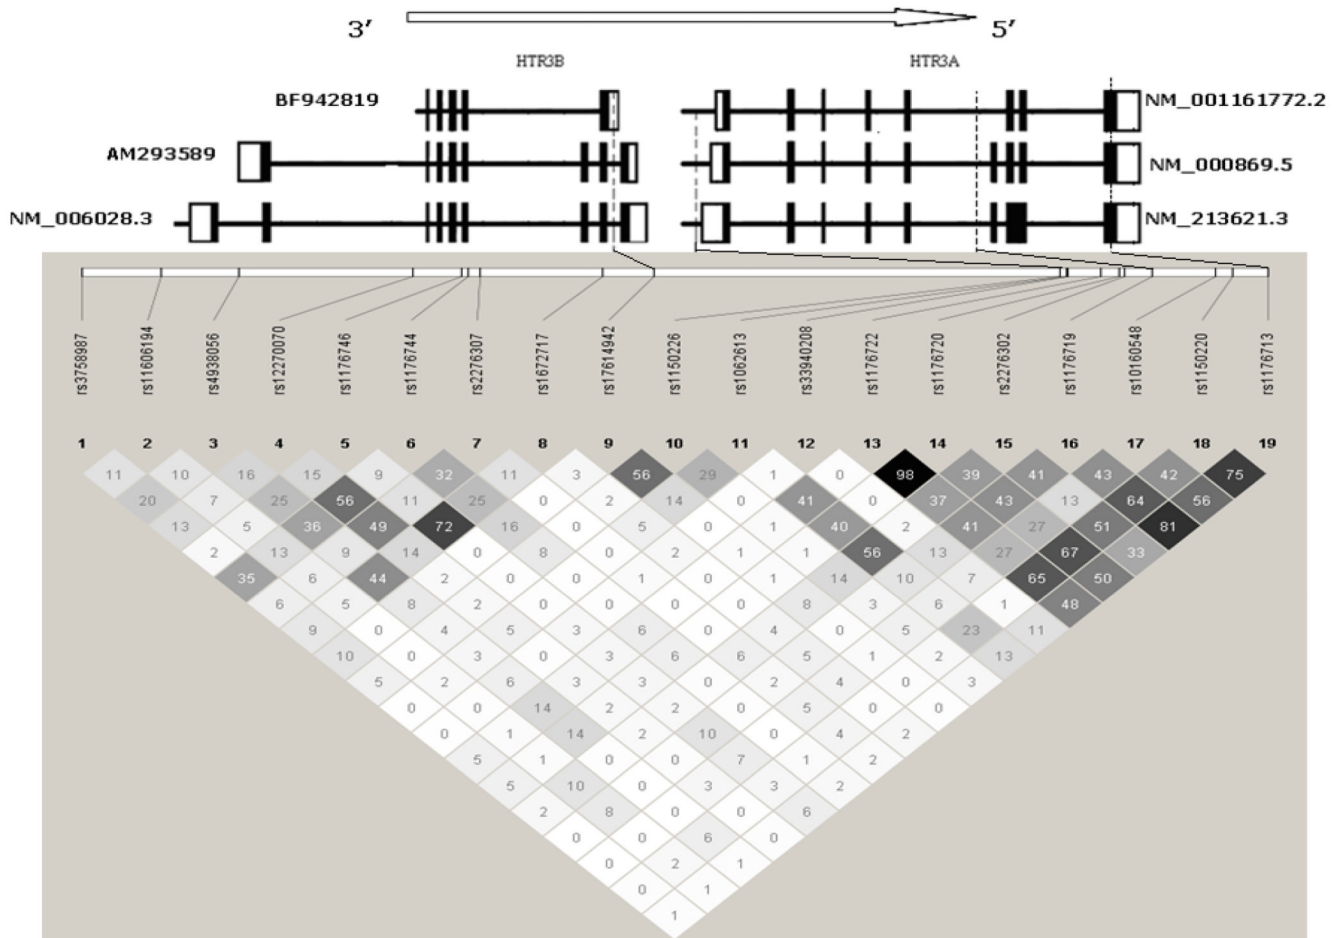 3′ 5′
HTR3B HTR3A
BF942819 NM_001161772.2
AM293589 NM_000869.5
NM_006028.3 NM_213621.3
rs3758987
rs11606194
rs4938056
rs12270070
rs1176746
rs1176744
rs2276307
rs1672717
rs17614942
rs1150226
rs1062613
rs33940208
rs1176722
rs1176720
rs2276302
rs1176719
rs10160548
rs1150220
rs1176713
1 2 3 4 5 6 7 8 9 10 11 12 13 14 15 16 17 18 19
11 10 16 15 9 32 11 3 56 29 1 0 98 39 41 43 42 75
20 7 25 56 11 25 0 2 14 0 41 37 43 13 64 56
13 5 36 49 72 16 0 5 0 1 40 2 41 27 51 81
2 13 9 14 0 8 0 2 1 1 56 13 27 67 33
35 6 44 2 0 0 1 0 1 14 10 7 65 50
6 5 8 2 0 0 0 0 8 3 6 1 48
9 0 4 5 3 6 0 4 0 5 23 11
10 0 3 0 3 6 6 5 1 2 13
5 2 6 3 3 0 2 4 0 3
0 0 14 2 2 0 5 0 0
0 1 14 2 10 0 4 2
5 1 0 0 7 1 2
5 10 0 3 3 2
2 8 0 0 6
0 0 6 0
0 2 1
0 1
1